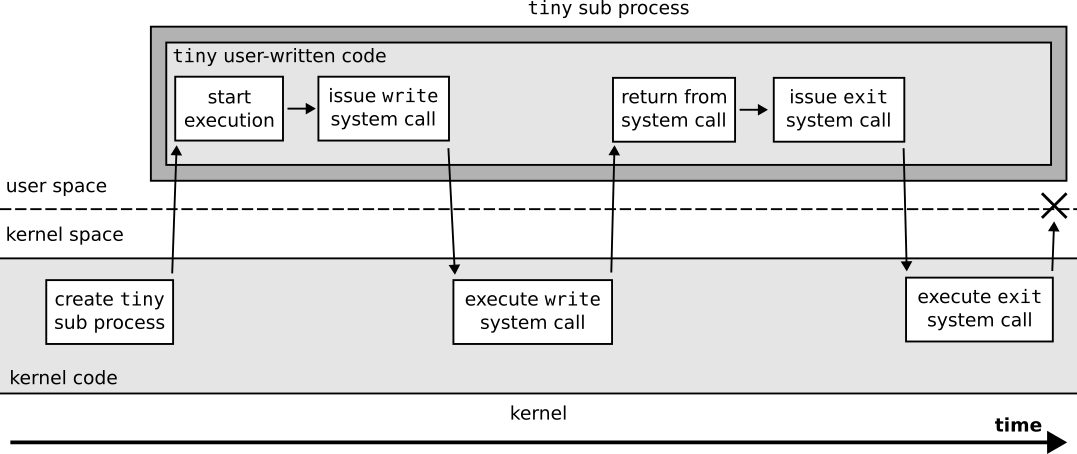 tiny sub process
tiny user-written code
start
execution
issue write
system call
return from
system call
issue exit
system call
user space
kernel space
create tiny
sub process
execute write
system call
execute exit
system call
kernel code
kernel
time